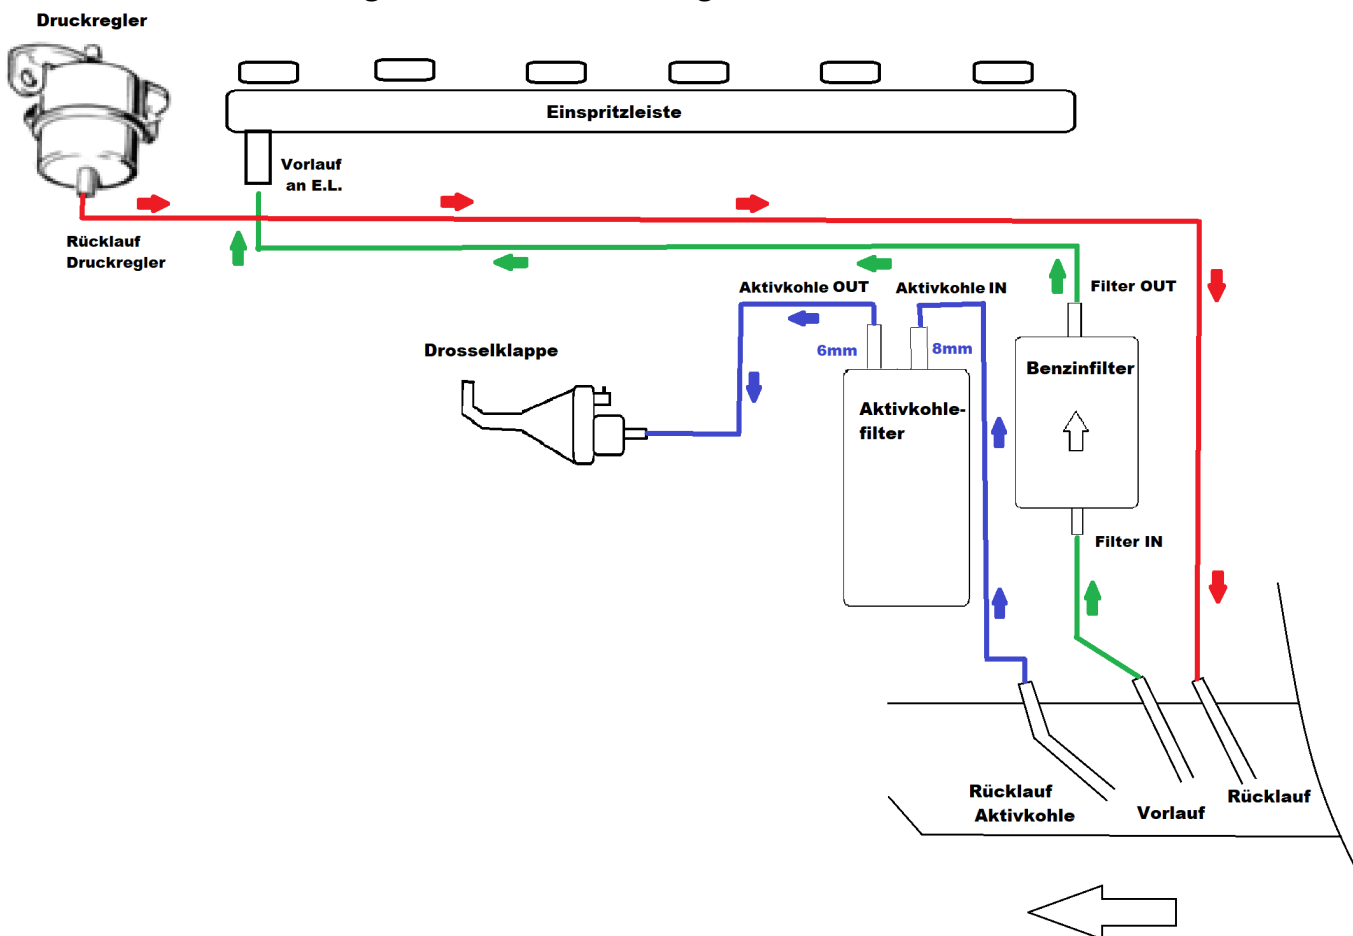 Druckregler
Einspritzleiste
Vorlauf
an E.L.
Rücklauf
Druckregler
Aktivkohle OUT
Aktivkohle IN
Filter OUT
6mm
8mm
Drosselklappe
Benzinfilter
Aktivkohle-
filter
Filter IN
Rücklauf
Aktivkohle
Vorlauf
Rücklauf